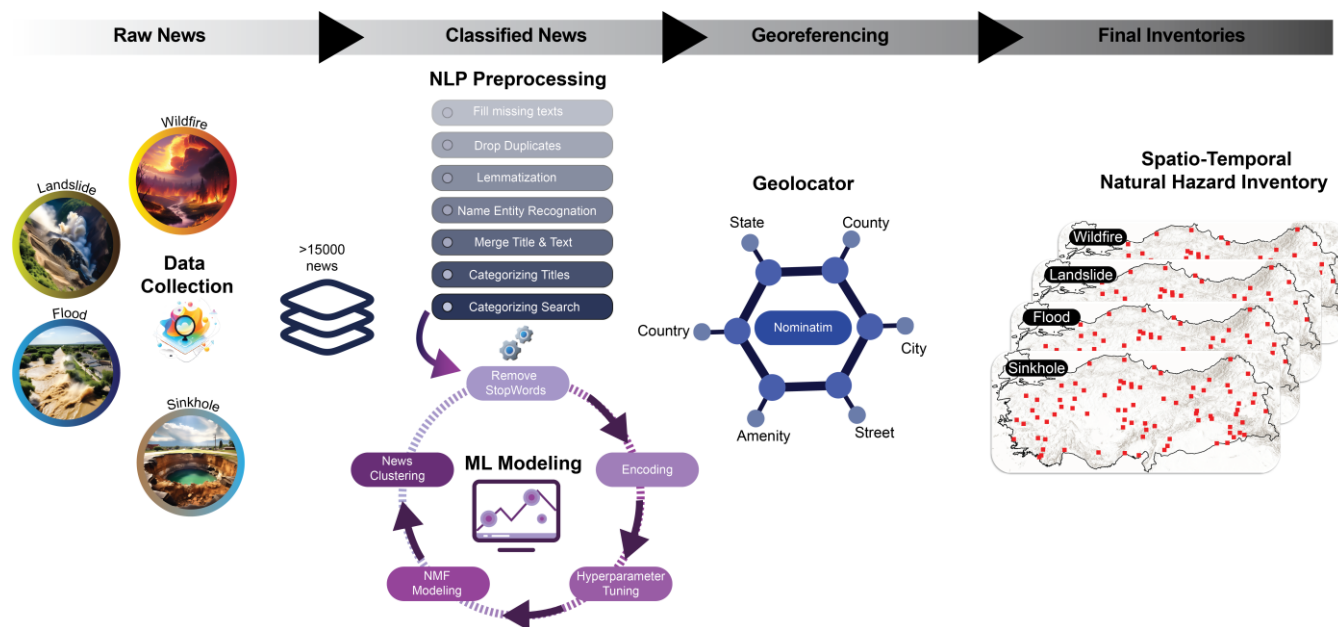 Raw News
Classified News
Georeferencing
Final Inventories
Wildfire
Landslide
Data
Collection
Flood
Sinkhole
>15000
news
NLP Preprocessing
Fill missing texts
Drop Duplicates
Lemmatization
Name Entity Recognation
Merge Title & Text
Categorizing Titles
Categorizing Search
Remove
StopWords
Encoding
Hyperparameter
Tuning
NMF
Modeling
News
Clustering
ML Modeling
Geolocator
State
County
Country
Nominatim
City
Amenity
Street
Spatio-Temporal
Natural Hazard Inventory
Wildfire
Landslide
Flood
Sinkhole